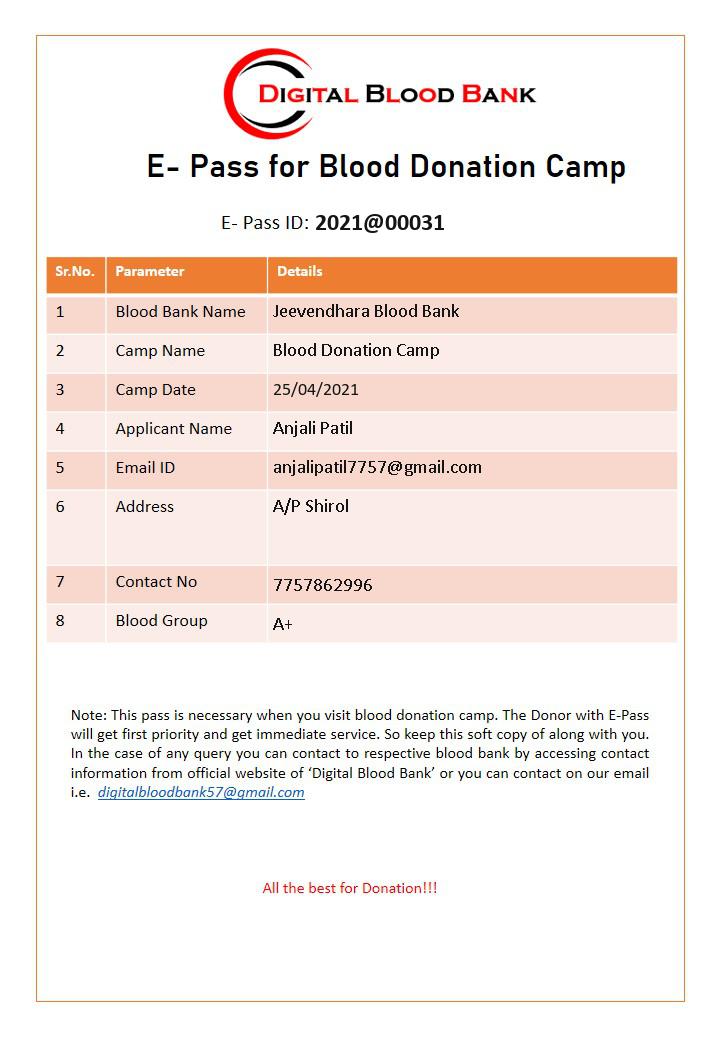 DIGITAL BLOOD BANK
E- Pass for Blood Donation Camp
E- Pass ID: 2021@00031
Sr.No. Parameter Details
1 Blood Bank Name Jeevendhara Blood Bank
2 Camp Name Blood Donation Camp
3 Camp Date 25/04/2021
4 Applicant Name Anjali Patil
5 Email ID anjalipatil7757@gmail.com
6 Address A/P Shirol
7 Contact No 7757862996
8 Blood Group A+
Note: This pass is necessary when you visit blood donation camp. The Donor with E-Pass
will get first priority and get immediate service. So keep this soft copy of along with you.
In the case of any query you can contact to respective blood bank by accessing contact
information from official website of ‘Digital Blood Bank’ or you can contact on our email
i.e. digitalbloodbank57@gmail.com
All the best for Donation!!!